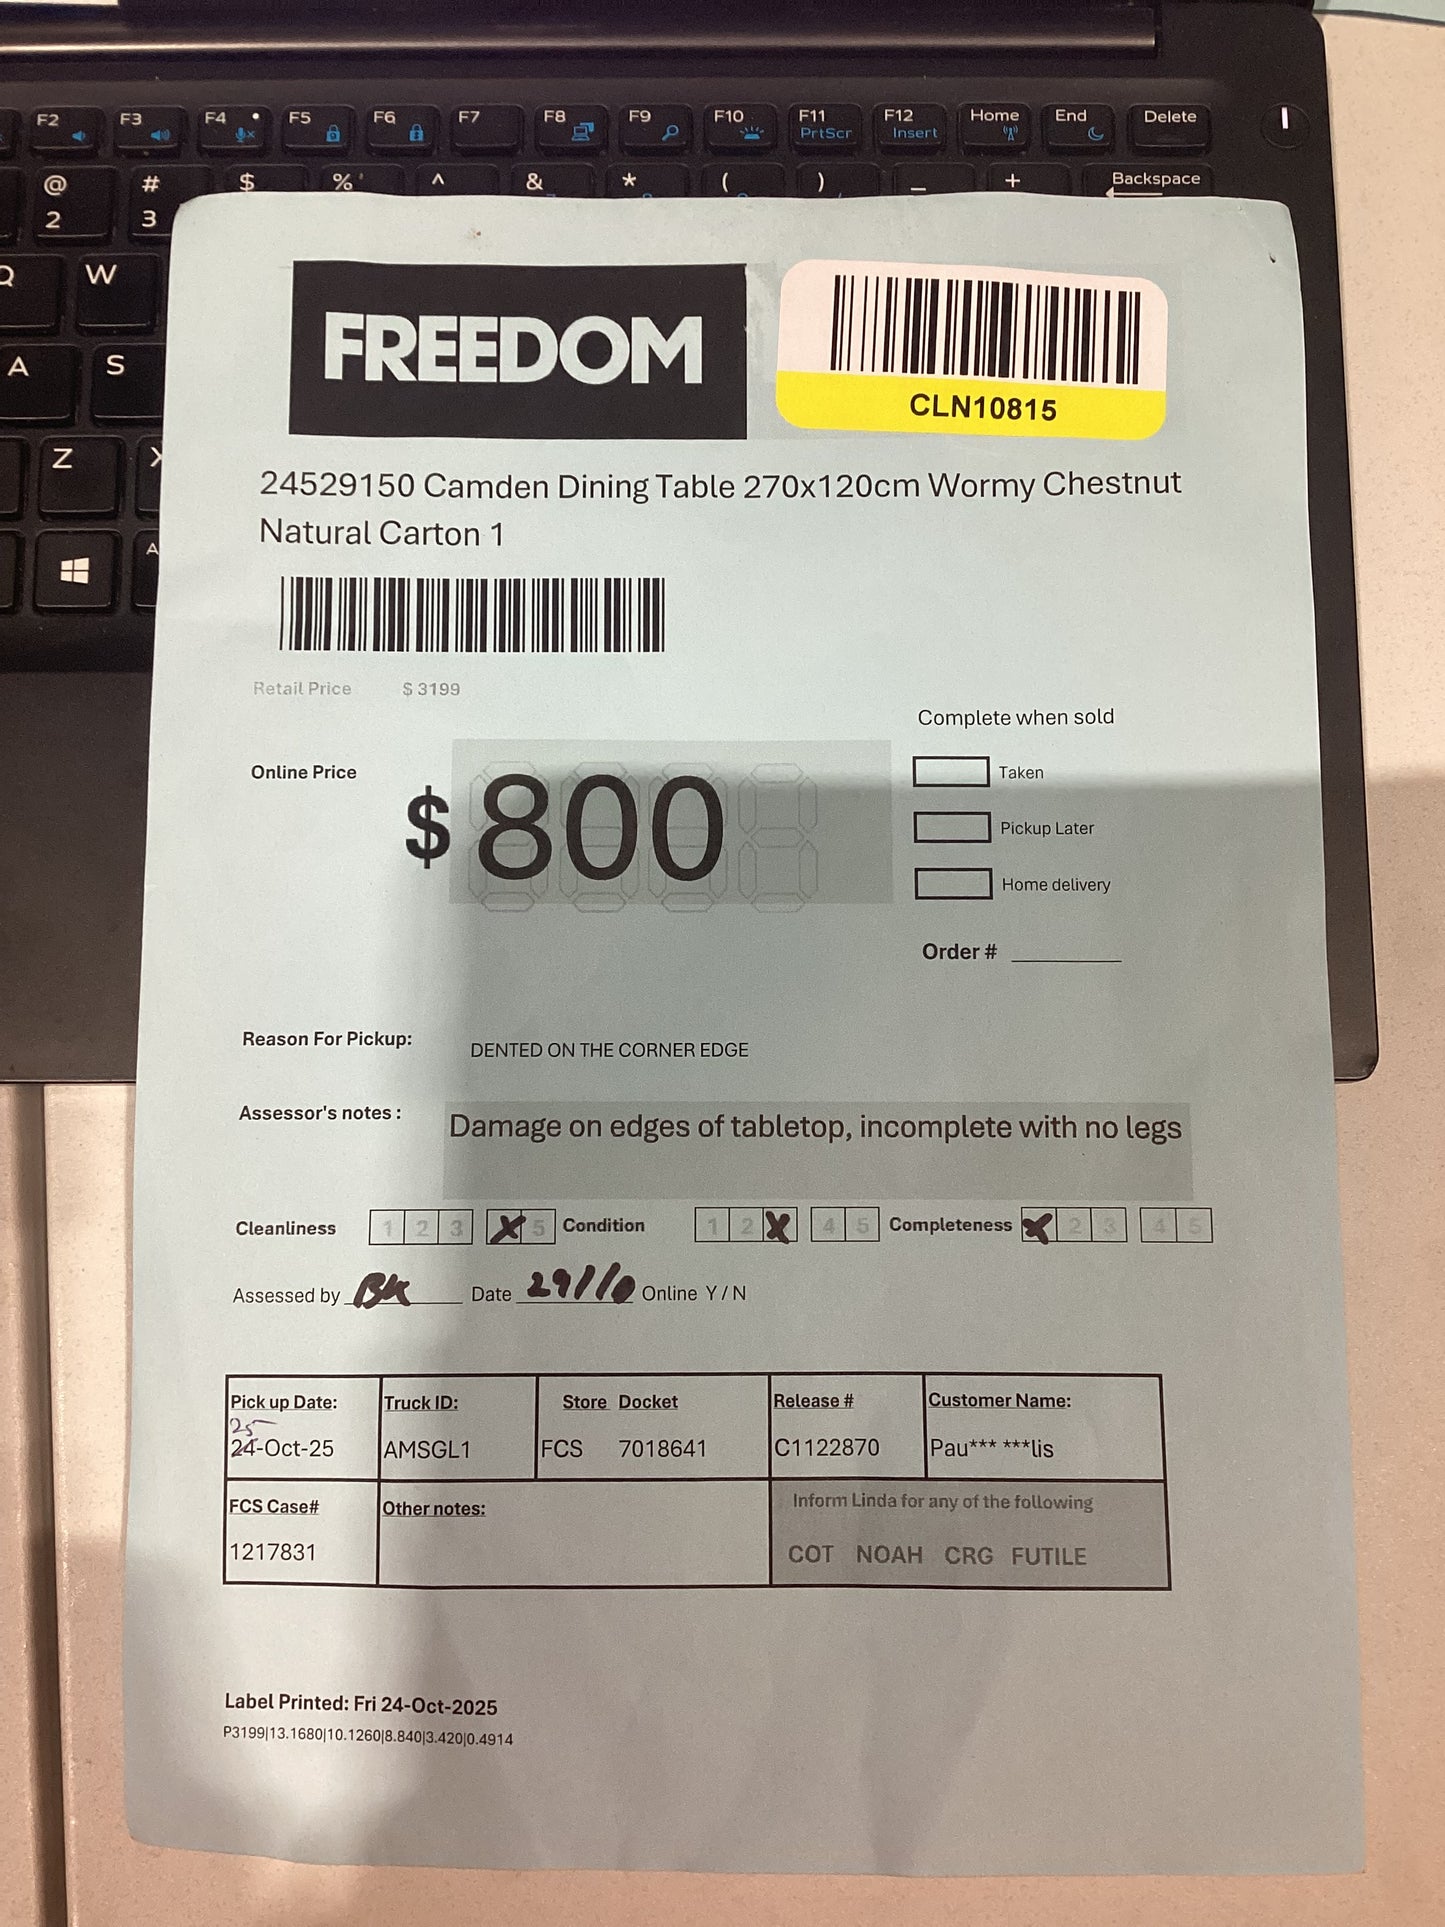 F2
F3
F4
F5
F6
F7
F8
F9
F10
F11 PrtScr
F12 Insert
Home
End
Delete
@ # $ % ^ & * ( ) _ +
Backspace
2 3
Q W
A S
Z X
A
FREEDOM
CLN10815
24529150 Camden Dining Table 270x120cm Wormy Chestnut
Natural Carton 1
Retail Price $ 3199
Complete when sold
Online Price
$ 800
Taken
Pickup Later
Home delivery
Order #
Reason For Pickup: DENTED ON THE CORNER EDGE
Assessor's notes : Damage on edges of tabletop, incomplete with no legs
Cleanliness 1 2 3 X 5 Condition 1 2 X 4 5 Completeness X 2 3 4 5
Assessed by BK Date 29/10 Online Y / N
Pick up Date: Truck ID: Store Docket Release # Customer Name:
25
24-Oct-25 AMSGL1 FCS 7018641 C1122870 Pau*** ***lis
FCS Case# Other notes: Inform Linda for any of the following
1217831 COT NOAH CRG FUTILE
Label Printed: Fri 24-Oct-2025
P3199|13.1680|10.1260|8.840|3.420|0.4914